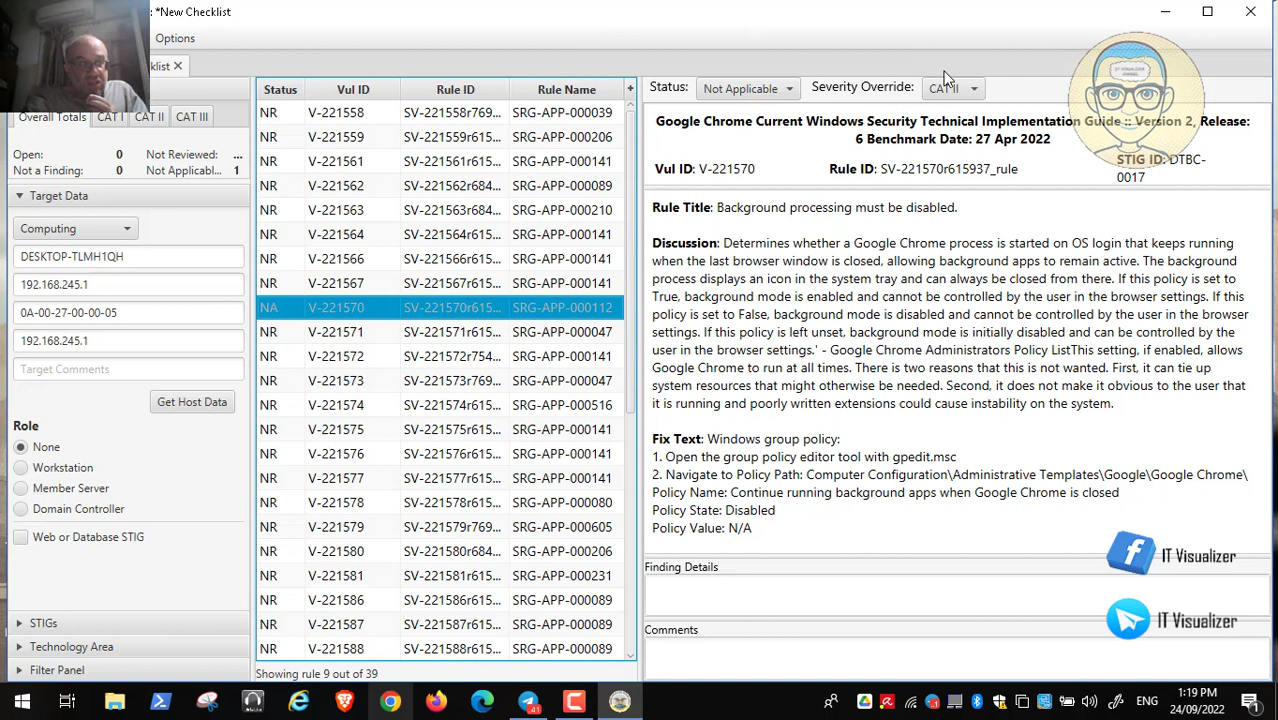 : *New Checklist
Options
klist ✕
Overall Totals CAT I CAT II CAT III
Open: 0 Not Reviewed: ...
Not a Finding: 0 Not Applicabl... 1
Target Data
Computing
DESKTOP-TLMH1QH
192.168.245.1
0A-00-27-00-00-05
192.168.245.1
Target Comments
Get Host Data
Role
None
Workstation
Member Server
Domain Controller
Web or Database STIG
STIGs
Technology Area
Filter Panel
Status Vul ID Rule ID Rule Name +
NR V-221558 SV-221558r769... SRG-APP-000039
NR V-221559 SV-221559r615... SRG-APP-000206
NR V-221561 SV-221561r615... SRG-APP-000141
NR V-221562 SV-221562r684... SRG-APP-000089
NR V-221563 SV-221563r684... SRG-APP-000210
NR V-221564 SV-221564r615... SRG-APP-000141
NR V-221566 SV-221566r615... SRG-APP-000141
NR V-221567 SV-221567r615... SRG-APP-000141
NA V-221570 SV-221570r615... SRG-APP-000112
NR V-221571 SV-221571r615... SRG-APP-000047
NR V-221572 SV-221572r754... SRG-APP-000141
NR V-221573 SV-221573r769... SRG-APP-000047
NR V-221574 SV-221574r615... SRG-APP-000516
NR V-221575 SV-221575r615... SRG-APP-000141
NR V-221576 SV-221576r615... SRG-APP-000141
NR V-221577 SV-221577r615... SRG-APP-000141
NR V-221578 SV-221578r615... SRG-APP-000080
NR V-221579 SV-221579r769... SRG-APP-000605
NR V-221580 SV-221580r684... SRG-APP-000206
NR V-221581 SV-221581r615... SRG-APP-000231
NR V-221586 SV-221586r615... SRG-APP-000089
NR V-221587 SV-221587r615... SRG-APP-000089
NR V-221588 SV-221588r615... SRG-APP-000089
Showing rule 9 out of 39
Status: Not Applicable Severity Override: CAT II
Google Chrome Current Windows Security Technical Implementation Guide :: Version 2, Release:
6 Benchmark Date: 27 Apr 2022
Vul ID: V-221570 Rule ID: SV-221570r615937_rule STIG ID: DTBC-
0017
Rule Title: Background processing must be disabled.
Discussion: Determines whether a Google Chrome process is started on OS login that keeps running
when the last browser window is closed, allowing background apps to remain active. The background
process displays an icon in the system tray and can always be closed from there. If this policy is set to
True, background mode is enabled and cannot be controlled by the user in the browser settings. If this
policy is set to False, background mode is disabled and cannot be controlled by the user in the browser
settings. If this policy is left unset, background mode is initially disabled and can be controlled by the
user in the browser settings.' - Google Chrome Administrators Policy ListThis setting, if enabled, allows
Google Chrome to run at all times. There is two reasons that this is not wanted. First, it can tie up
system resources that might otherwise be needed. Second, it does not make it obvious to the user that
it is running and poorly written extensions could cause instability on the system.
Fix Text: Windows group policy:
1. Open the group policy editor tool with gpedit.msc
2. Navigate to Policy Path: Computer Configuration\Administrative Templates\Google\Google Chrome\
Policy Name: Continue running background apps when Google Chrome is closed
Policy State: Disabled
Policy Value: N/A
Finding Details
Comments
IT VISUALIZER
CHANNEL
IT Visualizer
IT Visualizer
41
ENG
1:19 PM
24/09/2022
1